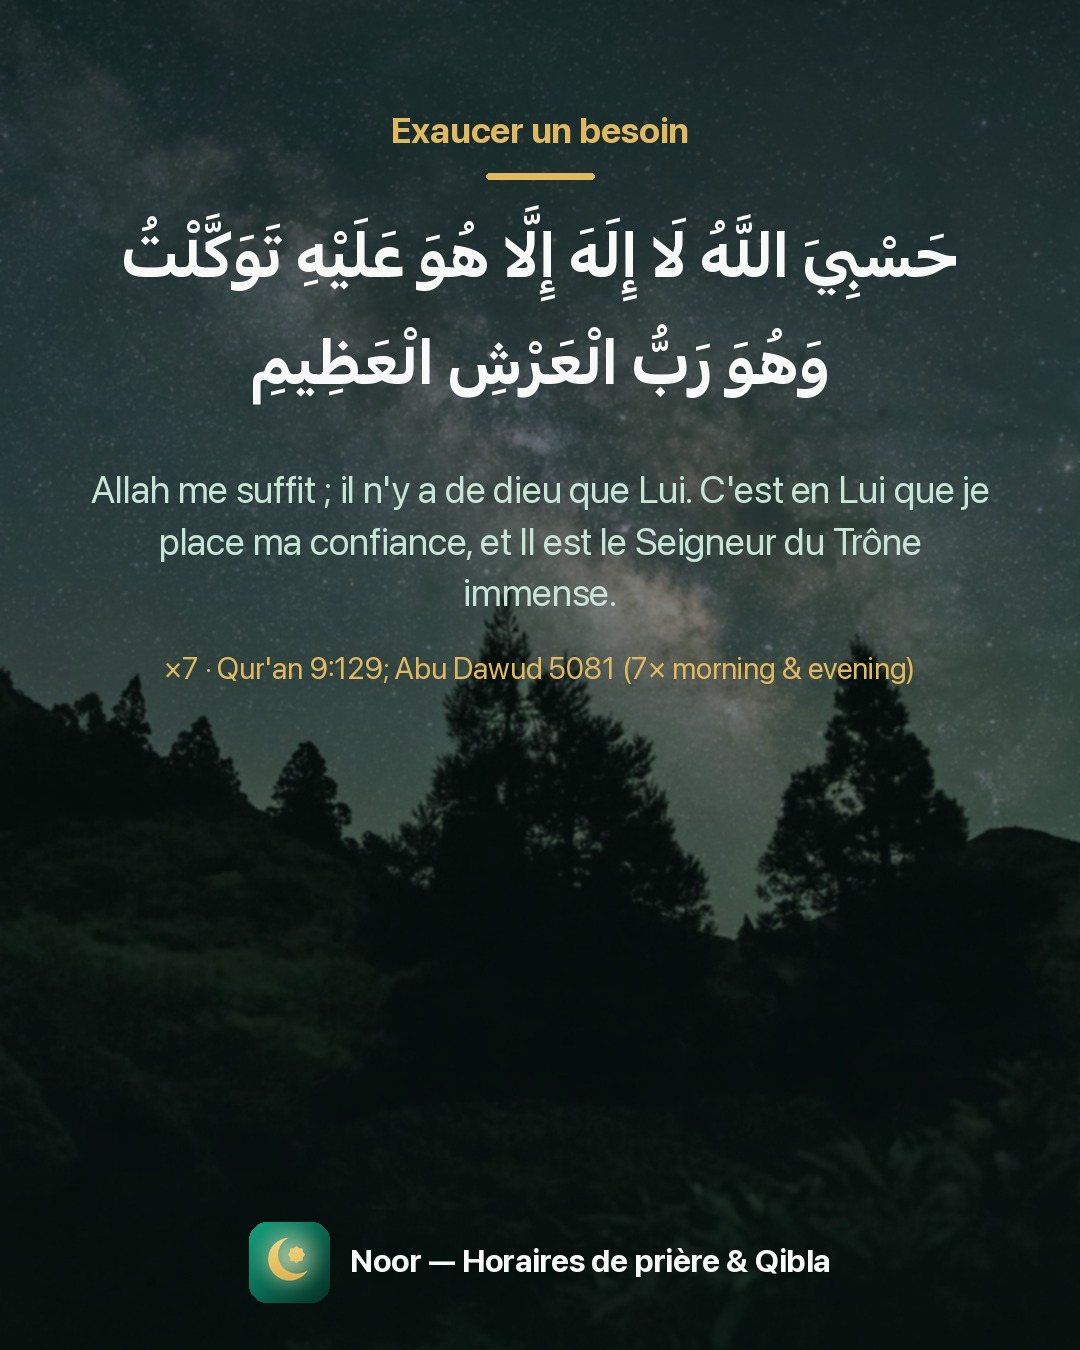 Exaucer un besoin
حَسْبِيَ اللَّهُ لَا إِلَهَ إِلَّا هُوَ عَلَيْهِ تَوَكَّلْتُ
وَهُوَ رَبُّ الْعَرْشِ الْعَظِيمِ
Allah me suffit ; il n'y a de dieu que Lui. C'est en Lui que je
place ma confiance, et Il est le Seigneur du Trône
immense.
×7 · Qur'an 9:129; Abu Dawud 5081 (7× morning & evening)
Noor — Horaires de prière & Qibla